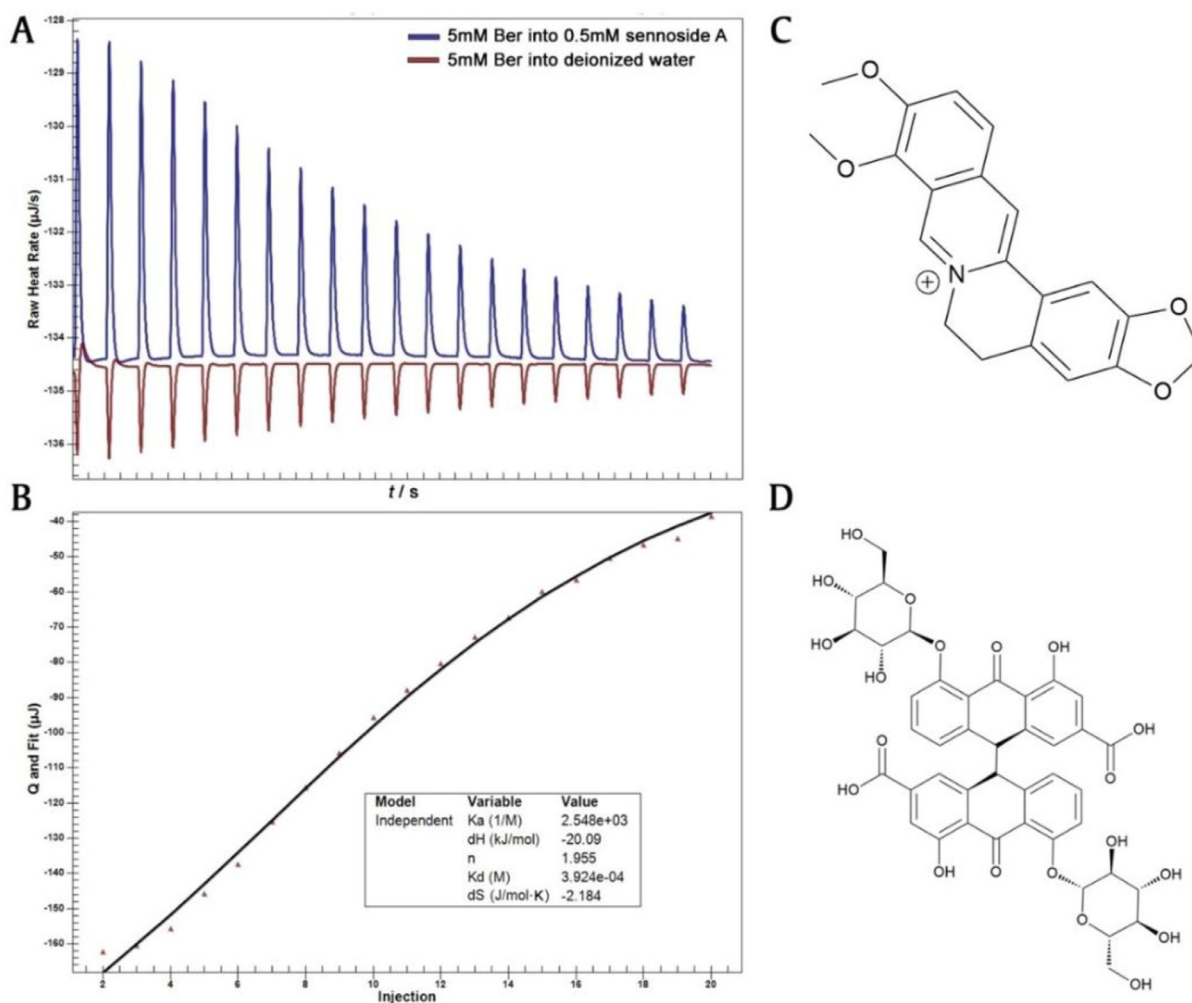 A
5mM Ber into 0.5mM sennoside A
5mM Ber into deionized water
Raw Heat Rate (µJ/s)
-128
-129
-130
-131
-132
-133
-134
-135
-136
t / s
C
O
O
N
+
O
O
B
Q and Fit (µJ)
-40
-50
-60
-70
-80
-90
-100
-110
-120
-130
-140
-150
-160
Model Variable Value
Independent Ka (1/M) 2.548e+03
dH (kJ/mol) -20.09
n 1.955
Kd (M) 3.924e-04
dS (J/mol·K) -2.184
2 4 6 8 10 12 14 16 18 20
Injection
D
HO
HO
O
HO
HO
O
O
OH
OH
O
O
HO
OH
O
O
OH
OH
O
OH
OH